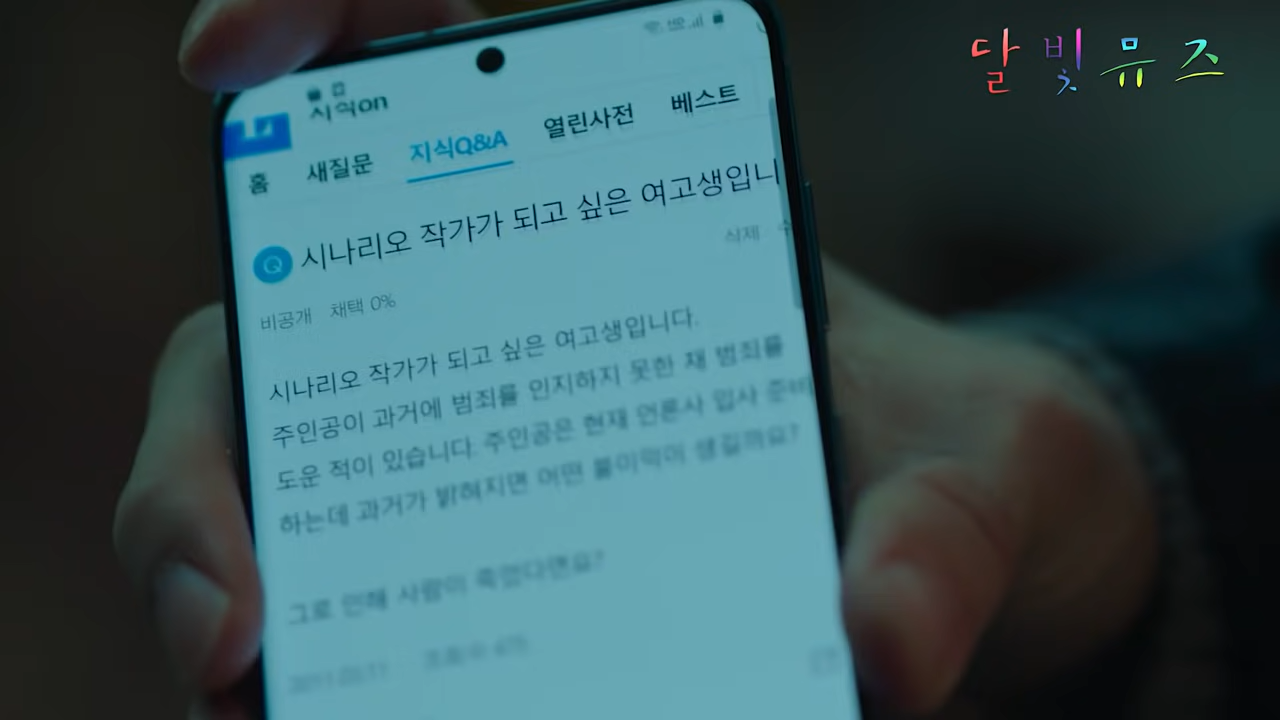 달빛뮤즈
지식on
홈 새질문 지식Q&A 열린사전 베스트
Q 시나리오 작가가 되고 싶은 여고생입니
삭제
비공개 채택 0%
시나리오 작가가 되고 싶은 여고생입니다.
주인공이 과거에 범죄를 인지하지 못한 재 범죄를
도운 적이 있습니다. 주인공은 현재 언론사 입사 준비
하는데 과거가 밝혀지면 어떤 불이익이 생길까요?
그로 인해 사람이 죽었다면요?
조회수